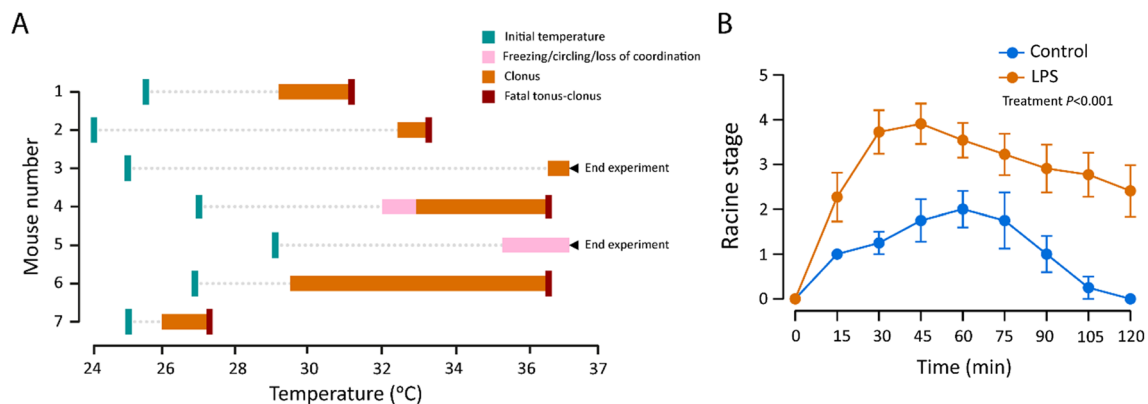 A
Initial temperature
Freezing/circling/loss of coordination
Clonus
Fatal tonus-clonus
Mouse number
1
2
3
4
5
6
7
End experiment
End experiment
24
26
28
30
32
34
36
37
Temperature (°C)
B
Control
LPS
Treatment P<0.001
Racine stage
5
4
3
2
1
0
0
15
30
45
60
75
90
105
120
Time (min)